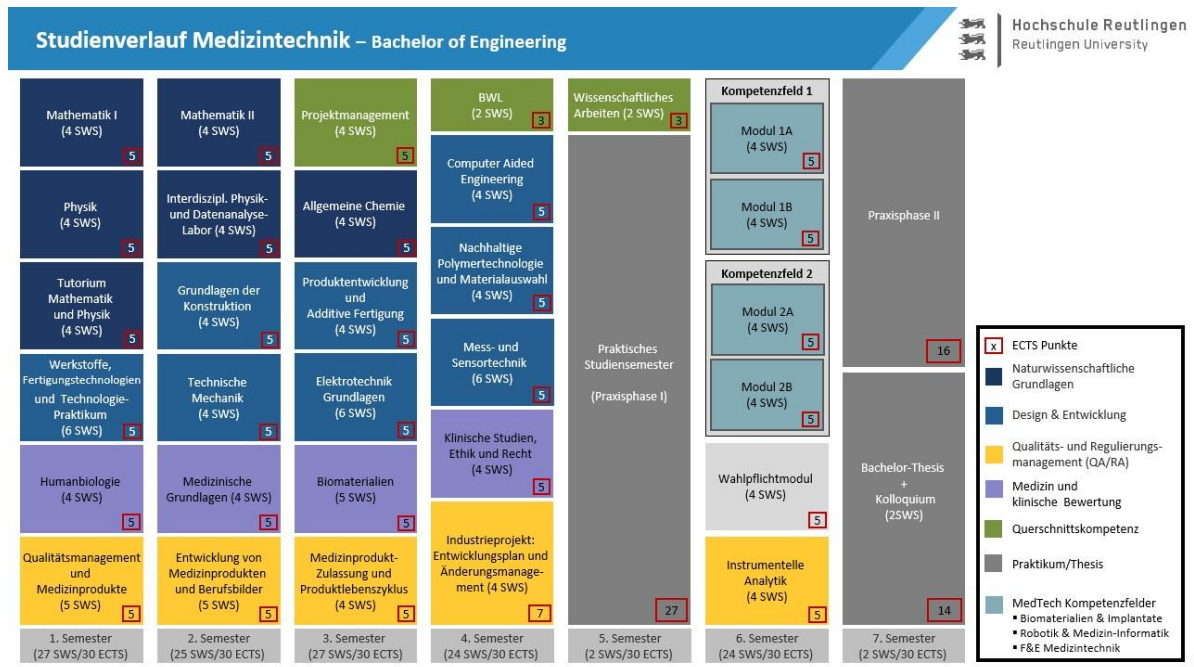 Studienverlauf Medizintechnik – Bachelor of Engineering
Hochschule Reutlingen
Reutlingen University
Mathematik I
(4 SWS)
5
Physik
(4 SWS)
5
Tutorium
Mathematik
und Physik
(4 SWS)
5
Werkstoffe,
Fertigungstechnologien
und Technologie-
Praktikum
(6 SWS)
5
Humanbiologie
(4 SWS)
5
Qualitätsmanagement
und
Medizinprodukte
(5 SWS)
5
1. Semester
(27 SWS/30 ECTS)
Mathematik II
(4 SWS)
5
Interdiszipl. Physik-
und Datenanalyse-
Labor (4 SWS)
5
Grundlagen der
Konstruktion
(4 SWS)
5
Technische
Mechanik
(4 SWS)
5
Medizinische
Grundlagen (4 SWS)
5
Entwicklung von
Medizinprodukten
und Berufsbilder
(5 SWS)
5
2. Semester
(25 SWS/30 ECTS)
Projektmanagement
(4 SWS)
5
Allgemeine Chemie
(4 SWS)
5
Produktentwicklung
und
Additive Fertigung
(4 SWS)
5
Elektrotechnik
Grundlagen
(6 SWS)
5
Biomaterialien
(5 SWS)
5
Medizinprodukt-
Zulassung und
Produktlebenszyklus
(4 SWS)
5
3. Semester
(27 SWS/30 ECTS)
BWL
(2 SWS)
3
Computer Aided
Engineering
(4 SWS)
5
Nachhaltige
Polymertechnologie
und Materialauswahl
(4 SWS)
5
Mess- und
Sensortechnik
(6 SWS)
5
Klinische Studien,
Ethik und Recht
(4 SWS)
5
Industrieprojekt:
Entwicklungsplan und
Änderungsmanage-
ment (4 SWS)
7
4. Semester
(24 SWS/30 ECTS)
Wissenschaftliches
Arbeiten (2 SWS)
3
Praktisches
Studiensemester
(Praxisphase I)
27
5. Semester
(2 SWS/30 ECTS)
Kompetenzfeld 1
Modul 1A
(4 SWS)
5
Modul 1B
(4 SWS)
5
Kompetenzfeld 2
Modul 2A
(4 SWS)
5
Modul 2B
(4 SWS)
5
Wahlpflichtmodul
(4 SWS)
5
Instrumentelle
Analytik
(4 SWS)
5
6. Semester
(24 SWS/30 ECTS)
Praxisphase II
16
Bachelor-Thesis
+
Kolloquium
(2SWS)
14
7. Semester
(2 SWS/30 ECTS)
x ECTS Punkte
Naturwissenschaftliche
Grundlagen
Design & Entwicklung
Qualitäts- und Regulierungs-
management (QA/RA)
Medizin und
klinische Bewertung
Querschnittskompetenz
Praktikum/Thesis
MedTech Kompetenzfelder
▪ Biomaterialien & Implantate
▪ Robotik & Medizin-Informatik
▪ F&E Medizintechnik